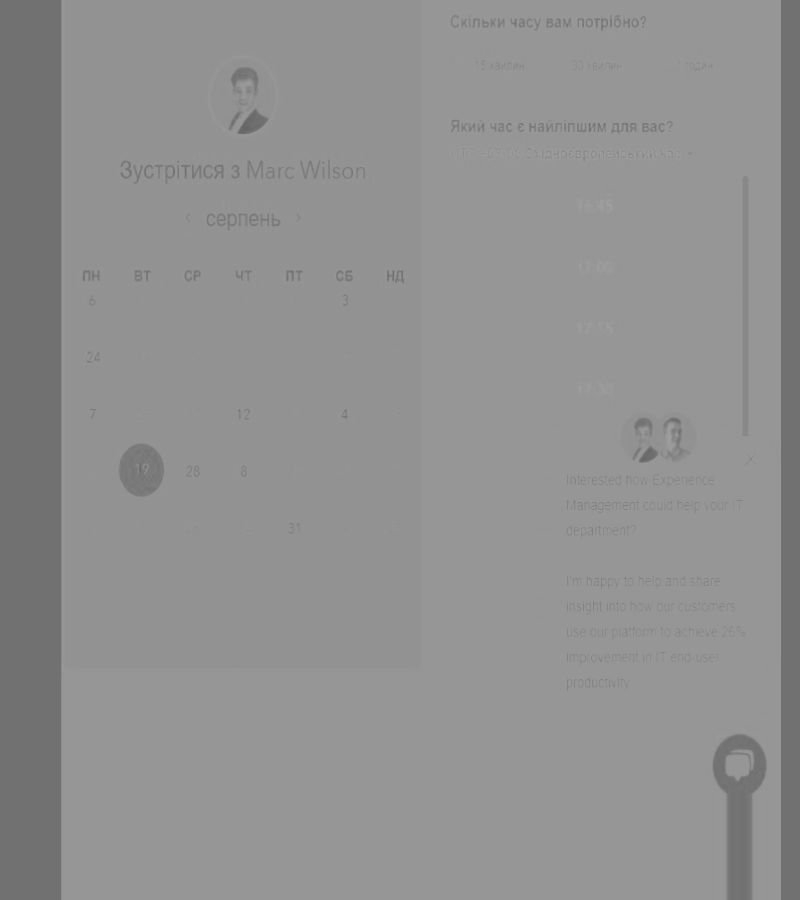 Зустрітися з Marc Wilson
‹ серпень ›
ПН ВТ СР ЧТ ПТ СБ НД
6 3
24
7 12 4
19 28 8
31
Скільки часу вам потрібно?
15 хвилин 30 хвилин годин
Який час є найліпшим для вас?
Східноєвропейський час
16:45
17:00
17:15
17:30
Interested how Experience
Management could help your IT
department?
I'm happy to help and share
insight into how our customers
use our platform to achieve 26%
improvement in IT end-user
productivity